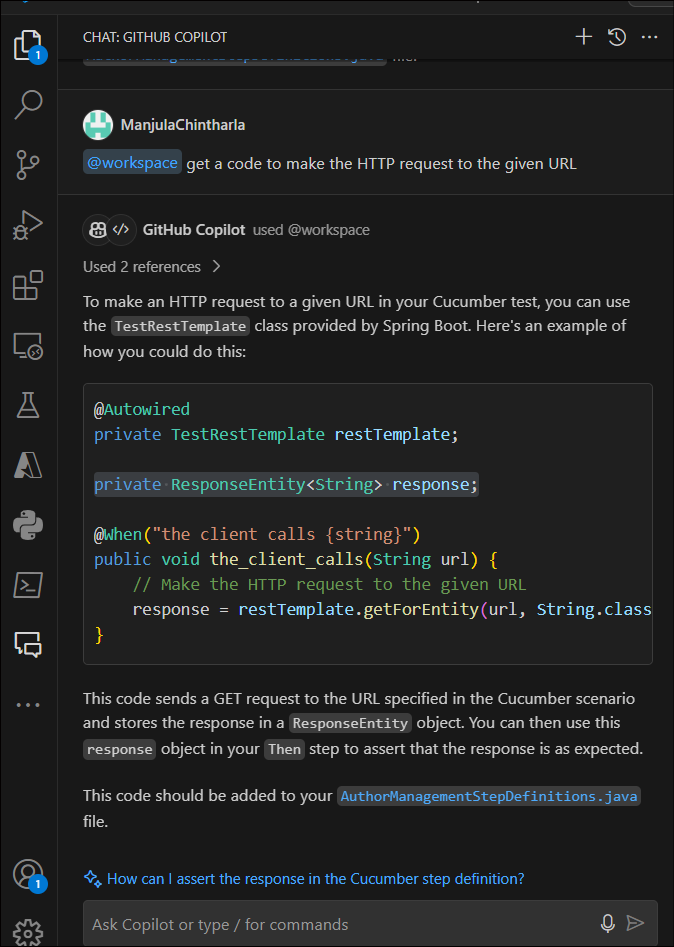 CHAT: GITHUB COPILOT
1
file.
ManjulaChintharla
@workspace get a code to make the HTTP request to the given URL
GitHub Copilot used @workspace
Used 2 references
To make an HTTP request to a given URL in your Cucumber test, you can use
the TestRestTemplate class provided by Spring Boot. Here's an example of
how you could do this:
@Autowired
private TestRestTemplate restTemplate;
private ResponseEntity<String> response;
@When("the client calls {string}")
public void the_client_calls(String url) {
// Make the HTTP request to the given URL
response = restTemplate.getForEntity(url, String.class
}
This code sends a GET request to the URL specified in the Cucumber scenario
and stores the response in a ResponseEntity object. You can then use this
response object in your Then step to assert that the response is as expected.
This code should be added to your AuthorManagementStepDefinitions.java
file.
How can I assert the response in the Cucumber step definition?
1
Ask Copilot or type / for commands